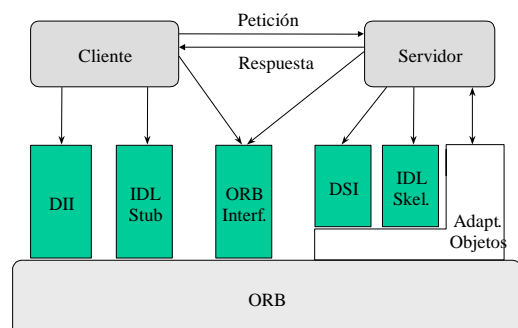 Petición
Cliente
Respuesta
Servidor
DII
IDL
Stub
ORB
Interf.
DSI
IDL
Skel.
Adapt.
Objetos
ORB